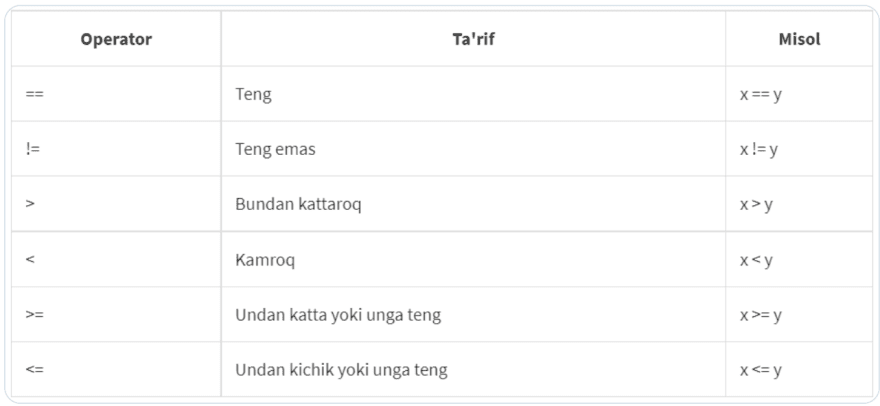 Operator Ta'rif Misol
== Teng x == y
!= Teng emas x != y
> Bundan kattaroq x > y
< Kamroq x < y
>= Undan katta yoki unga teng x >= y
<= Undan kichik yoki unga teng x <= y